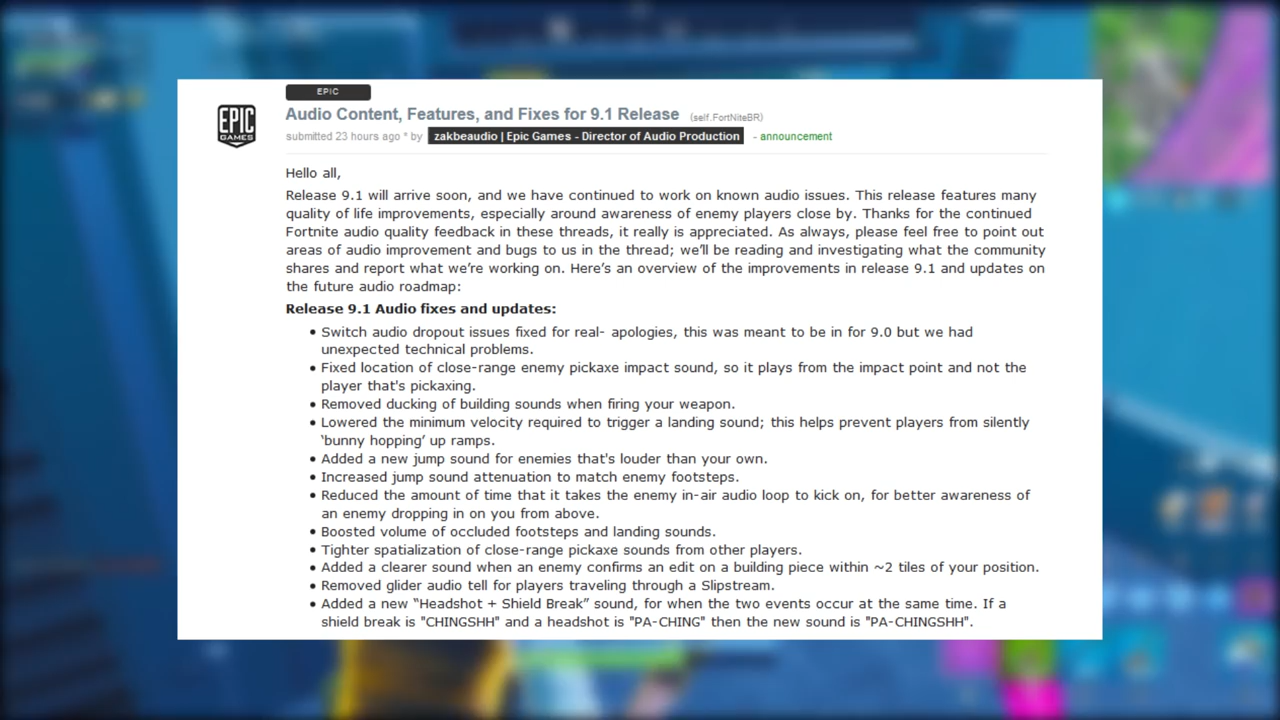 EPIC
EPIC
GAMES
Audio Content, Features, and Fixes for 9.1 Release (self.FortNiteBR)
submitted 23 hours ago * by zakbeaudio | Epic Games - Director of Audio Production - announcement
Hello all,
Release 9.1 will arrive soon, and we have continued to work on known audio issues. This release features many
quality of life improvements, especially around awareness of enemy players close by. Thanks for the continued
Fortnite audio quality feedback in these threads, it really is appreciated. As always, please feel free to point out
areas of audio improvement and bugs to us in the thread; we'll be reading and investigating what the community
shares and report what we're working on. Here's an overview of the improvements in release 9.1 and updates on
the future audio roadmap:
Release 9.1 Audio fixes and updates:
• Switch audio dropout issues fixed for real- apologies, this was meant to be in for 9.0 but we had
unexpected technical problems.
• Fixed location of close-range enemy pickaxe impact sound, so it plays from the impact point and not the
player that's pickaxing.
• Removed ducking of building sounds when firing your weapon.
• Lowered the minimum velocity required to trigger a landing sound; this helps prevent players from silently
'bunny hopping' up ramps.
• Added a new jump sound for enemies that's louder than your own.
• Increased jump sound attenuation to match enemy footsteps.
• Reduced the amount of time that it takes the enemy in-air audio loop to kick on, for better awareness of
an enemy dropping in on you from above.
• Boosted volume of occluded footsteps and landing sounds.
• Tighter spatialization of close-range pickaxe sounds from other players.
• Added a clearer sound when an enemy confirms an edit on a building piece within ~2 tiles of your position.
• Removed glider audio tell for players traveling through a Slipstream.
• Added a new “Headshot + Shield Break” sound, for when the two events occur at the same time. If a
shield break is "CHINGSHH" and a headshot is "PA-CHING" then the new sound is "PA-CHINGSHH".